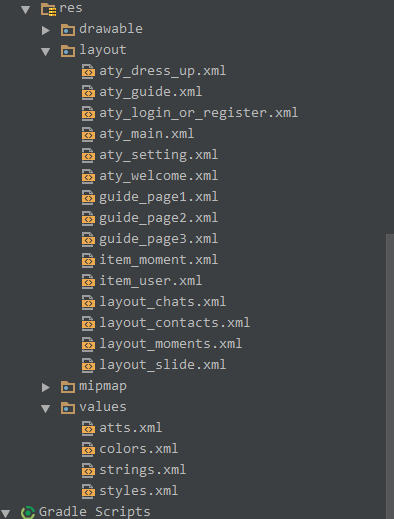 res
drawable
layout
aty_dress_up.xml
aty_guide.xml
aty_login_or_register.xml
aty_main.xml
aty_setting.xml
aty_welcome.xml
guide_page1.xml
guide_page2.xml
guide_page3.xml
item_moment.xml
item_user.xml
layout_chats.xml
layout_contacts.xml
layout_moments.xml
layout_slide.xml
mipmap
values
atts.xml
colors.xml
strings.xml
styles.xml
Gradle Scripts